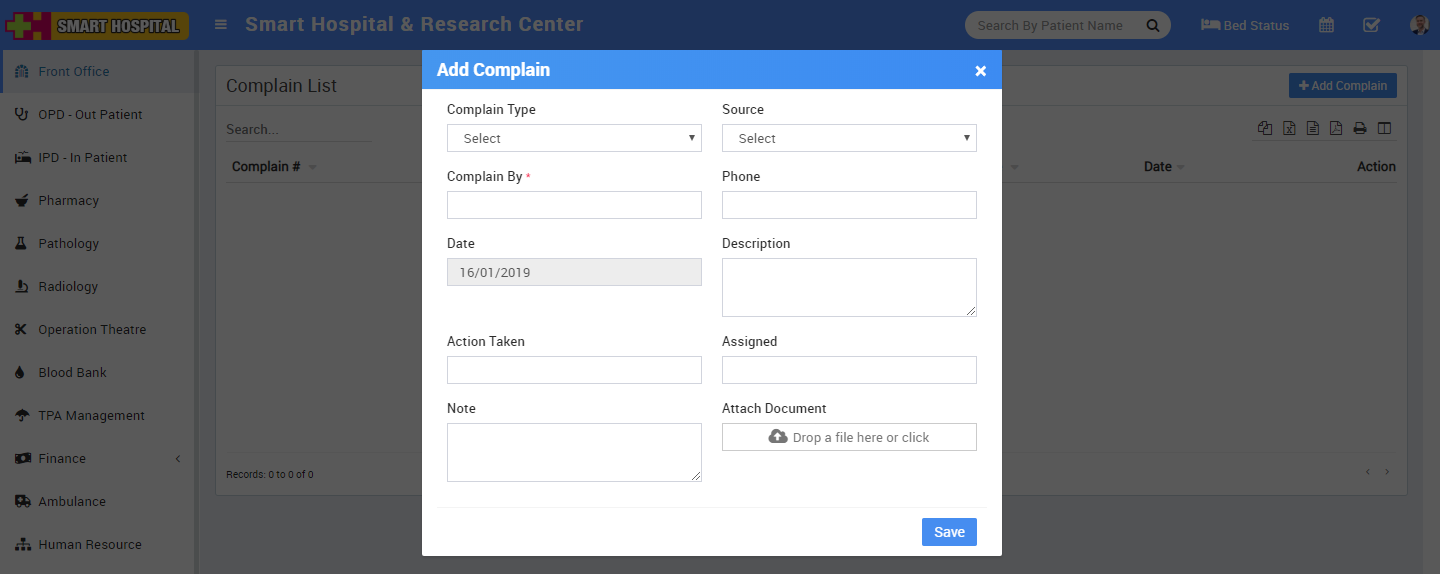 SMART HOSPITAL
Smart Hospital & Research Center
Search By Patient Name
Bed Status
Front Office
OPD - Out Patient
IPD - In Patient
Pharmacy
Pathology
Radiology
Operation Theatre
Blood Bank
TPA Management
Finance
Ambulance
Human Resource
Complain List
Add Complain
Search...
Complain #
Date
Action
Records: 0 to 0 of 0
Add Complain
Complain Type
Source
Select
Select
Complain By *
Phone
Date
Description
16/01/2019
Action Taken
Assigned
Note
Attach Document
Drop a file here or click
Save